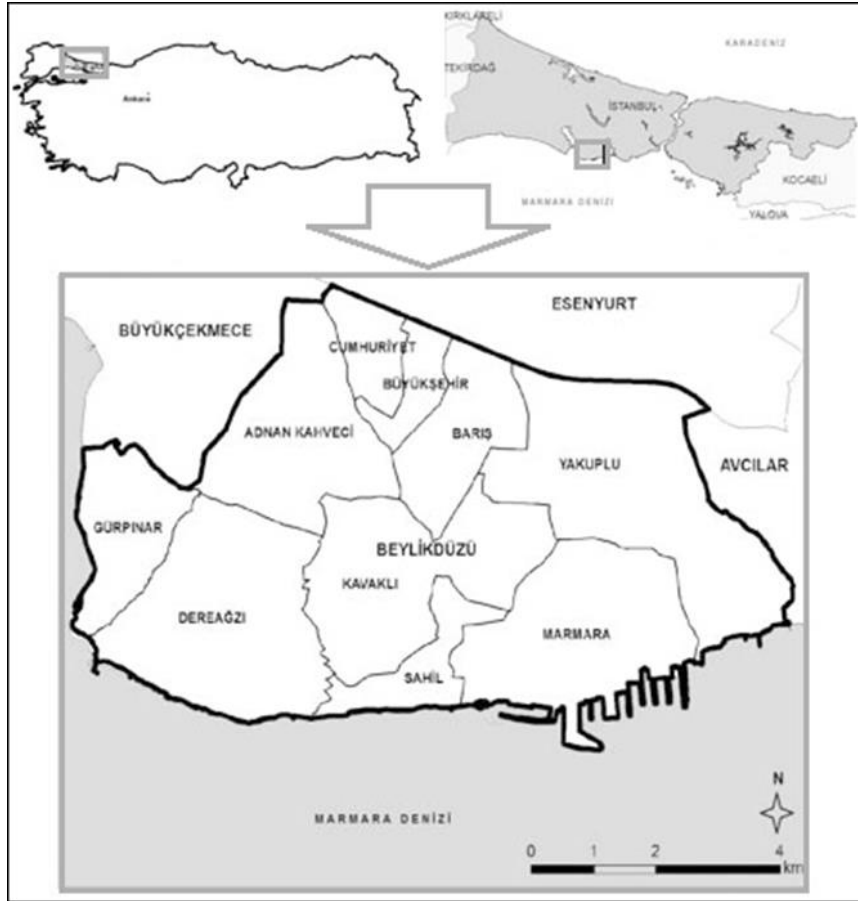 KIRKLARELİ
KARADENİZ
TEKİRDAĞ
Ankara
İSTANBUL
KOCAELİ
MARMARA DENİZİ
YALOVA
ESENYURT
BÜYÜKÇEKMECE
CUMHURİYET
BÜYÜKŞEHİR
ADNAN KAHVECİ
BARIŞ
YAKUPLU
AVCILAR
GÜRPINAR
BEYLİKDÜZÜ
KAVAKLI
DEREAĞZI
MARMARA
SAHİL
N
MARMARA DENİZİ
0 1 2 4
km